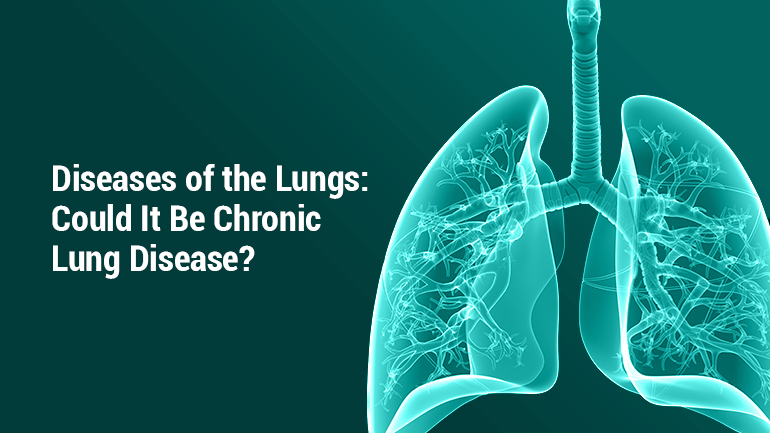 Diseases of the Lungs:
Could It Be Chronic
Lung Disease?